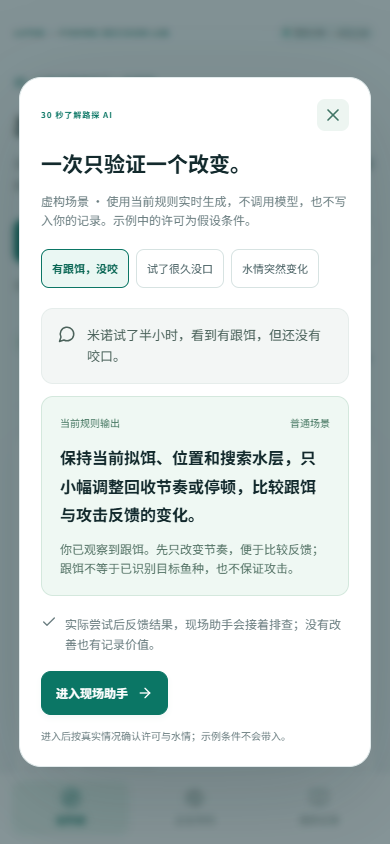 30 秒了解路探 AI
一次只验证一个改变。
虚构场景 · 使用当前规则实时生成，不调用模型，也不写
入你的记录。示例中的许可为假设条件。
有跟饵，没咬
试了很久没口
水情突然变化
米诺试了半小时，看到有跟饵，但还没有
咬口。
当前规则输出
普通场景
保持当前拟饵、位置和搜索水层，只
小幅调整回收节奏或停顿，比较跟饵
与攻击反馈的变化。
你已观察到跟饵。先只改变节奏，便于比较反馈；
跟饵不等于已识别目标鱼种，也不保证攻击。
实际尝试后反馈结果，现场助手会接着排查；没有改
善也有记录价值。
进入现场助手
进入后按真实情况确认许可与水情；示例条件不会带入。